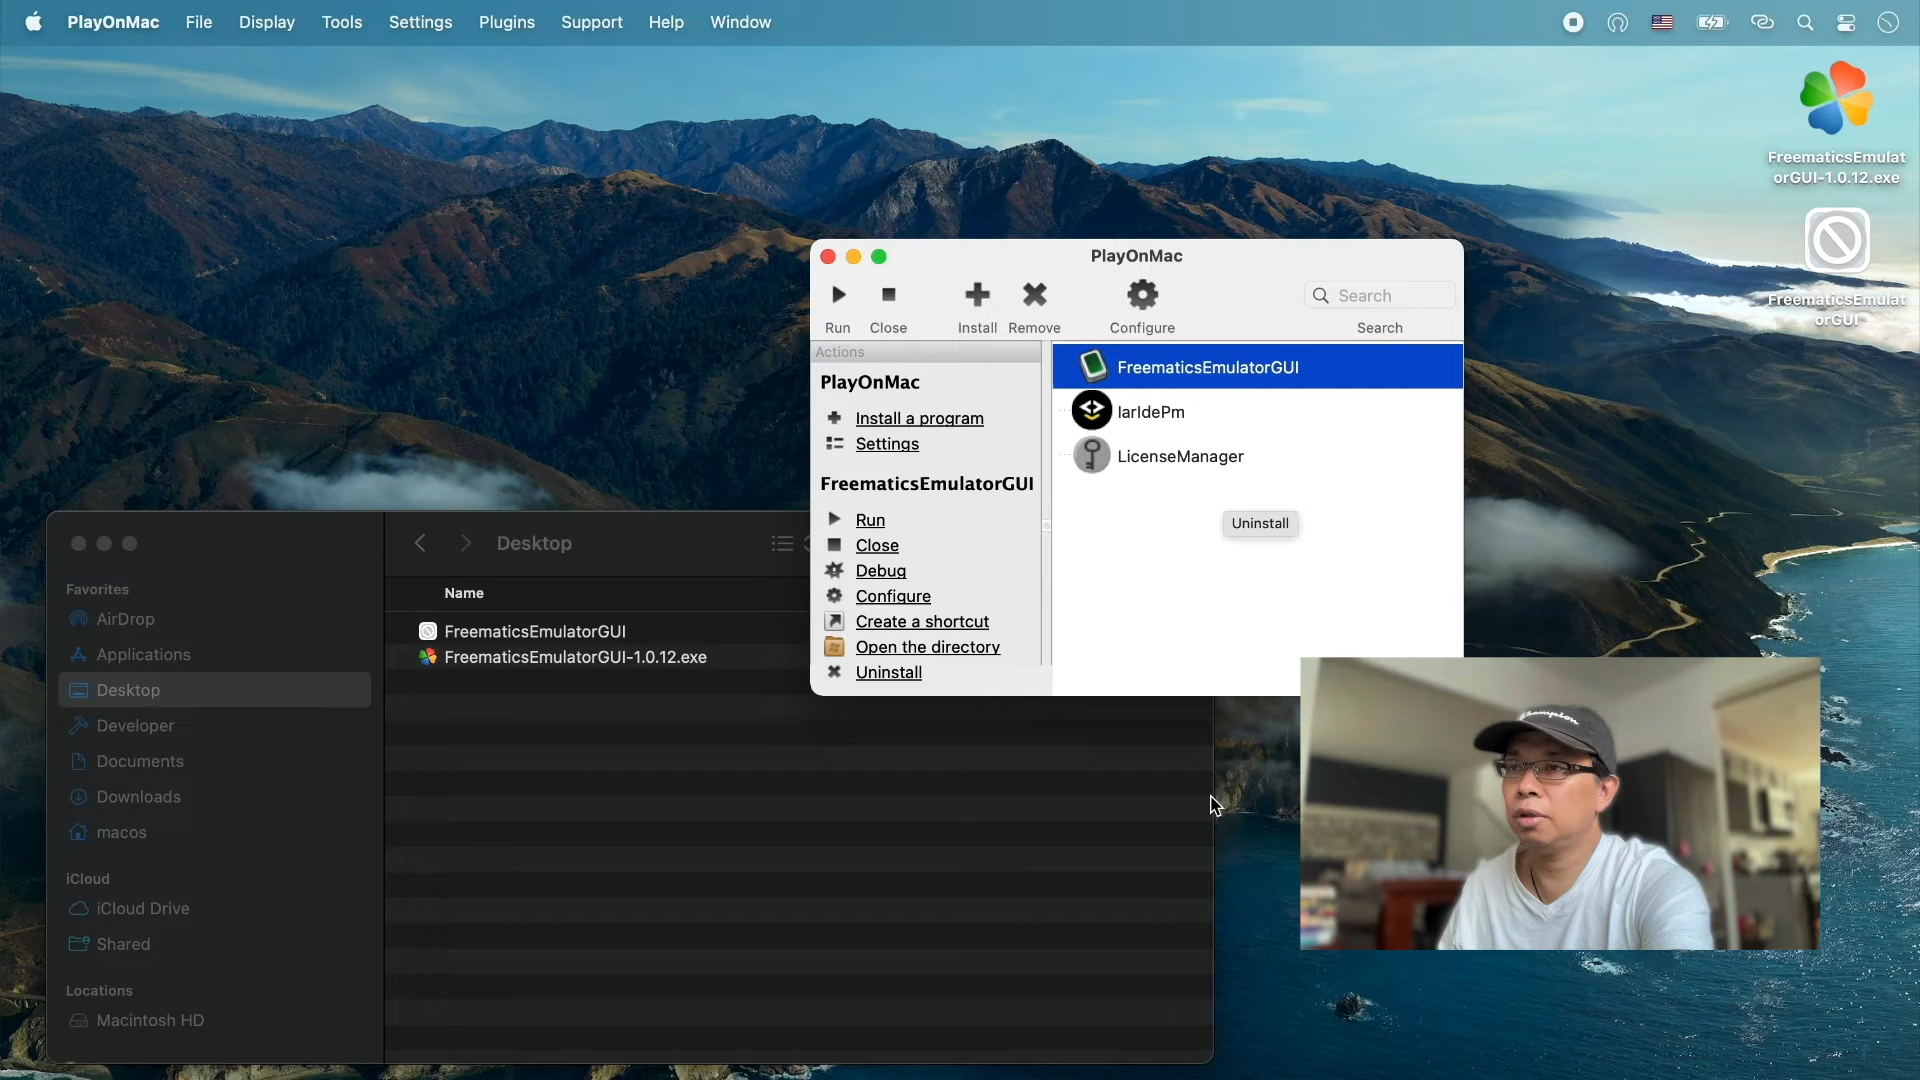 PlayOnMac File Display Tools Settings Plugins Support Help Window
FreematicsEmulat
orGUI-1.0.12.exe
FreematicsEmulat
orGUI
PlayOnMac
Run Close Install Remove Configure Search
Search
Actions
PlayOnMac
Install a program
Settings
FreematicsEmulatorGUI
Run
Close
Debug
Configure
Create a shortcut
Open the directory
Uninstall
FreematicsEmulatorGUI
IarIdePm
LicenseManager
Uninstall
Desktop
Name
FreematicsEmulatorGUI
FreematicsEmulatorGUI-1.0.12.exe
Favorites
AirDrop
Applications
Desktop
Developer
Documents
Downloads
macos
iCloud
iCloud Drive
Shared
Locations
Macintosh HD
Champion